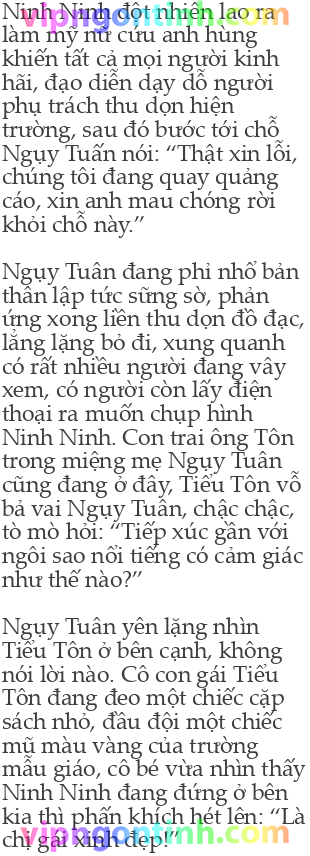 Ninh Ninh đột nhiên lao ra
làm mỹ nữ cứu anh hùng
khiến tất cả mọi người kinh
hãi, đạo diễn dạy dỗ người
phụ trách thu dọn hiện
trường, sau đó bước tới chỗ
Ngụy Tuấn nói: “Thật xin lỗi,
chúng tôi đang quay quảng
cáo, xin anh mau chóng rời
khỏi chỗ này.”
Ngụy Tuân đang phỉ nhổ bản
thân lập tức sững sờ, phản
ứng xong liền thu dọn đồ đạc,
lẳng lặng bỏ đi, xung quanh
có rất nhiều người đang vây
xem, có người còn lấy điện
thoại ra muốn chụp hình
Ninh Ninh. Con trai ông Tôn
trong miệng mẹ Ngụy Tuân
cũng đang ở đây, Tiểu Tôn vỗ
bả vai Ngụy Tuân, chậc chậc,
tò mò hỏi: “Tiếp xúc gần với
ngôi sao nổi tiếng có cảm giác
như thế nào?”
Ngụy Tuân yên lặng nhìn
Tiểu Tôn ở bên cạnh, không
nói lời nào. Cô con gái Tiểu
Tôn đang đeo một chiếc cặp
sách nhỏ, đầu đội một chiếc
mũ màu vàng của trường
mẫu giáo, cô bé vừa nhìn thấy
Ninh Ninh đang đứng ở bên
kia thì phấn khích hét lên: “Là
chị gái xinh đẹp!”
vipngontinh.com
vipngontinh.com